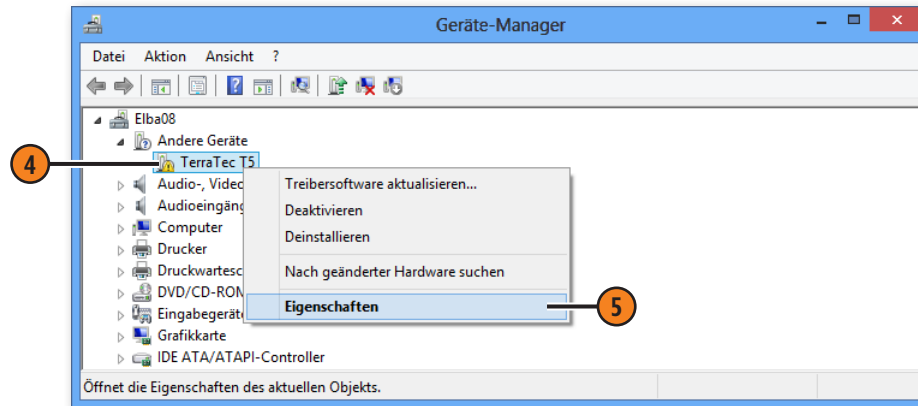 Geräte-Manager
Datei Aktion Ansicht ?
Elba08
Andere Geräte
4
TerraTec T5
Audio-, Videc
Treibersoftware aktualisieren...
Audioeingäng
Deaktivieren
Computer
Deinstallieren
Drucker
Druckwartesc
Nach geänderter Hardware suchen
DVD/CD-RON
Eigenschaften
5
Eingabegeräte
Grafikkarte
IDE ATA/ATAPI-Controller
Öffnet die Eigenschaften des aktuellen Objekts.